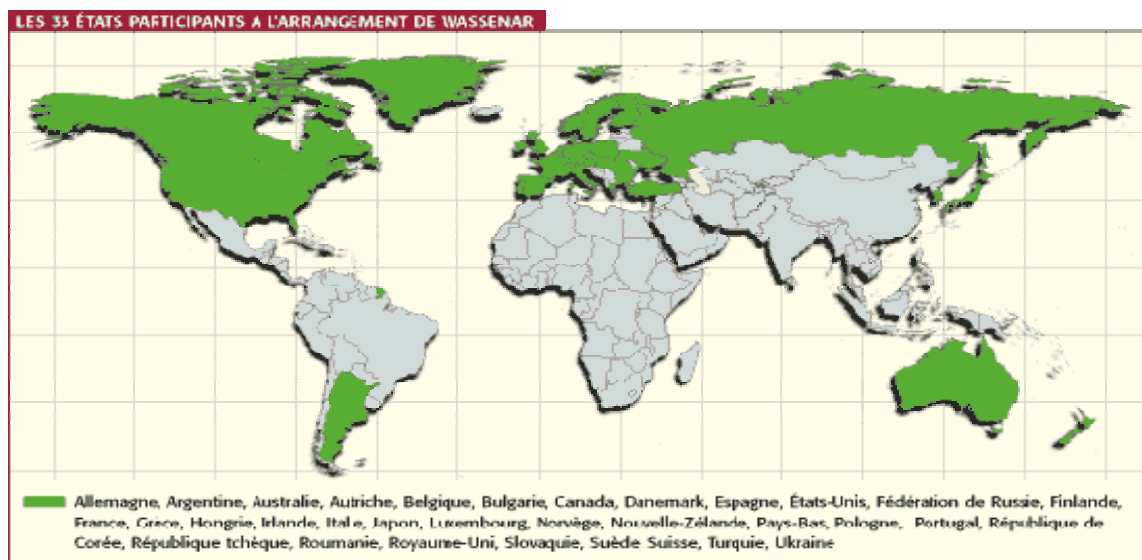 LES 33 ÉTATS PARTICIPANTS A L'ARRANGEMENT DE WASSENAR
Allemagne, Argentine, Australie, Autriche, Belgique, Bulgarie, Canada, Danemark, Espagne, États-Unis, Fédération de Russie, Finlande,
France, Grèce, Hongrie, Irlande, Italie, Japon, Luxembourg, Norvège, Nouvelle-Zélande, Pays-Bas, Pologne, Portugal, République de
Corée, République tchèque, Roumanie, Royaume-Uni, Slovaquie, Suède Suisse, Turquie, Ukraine